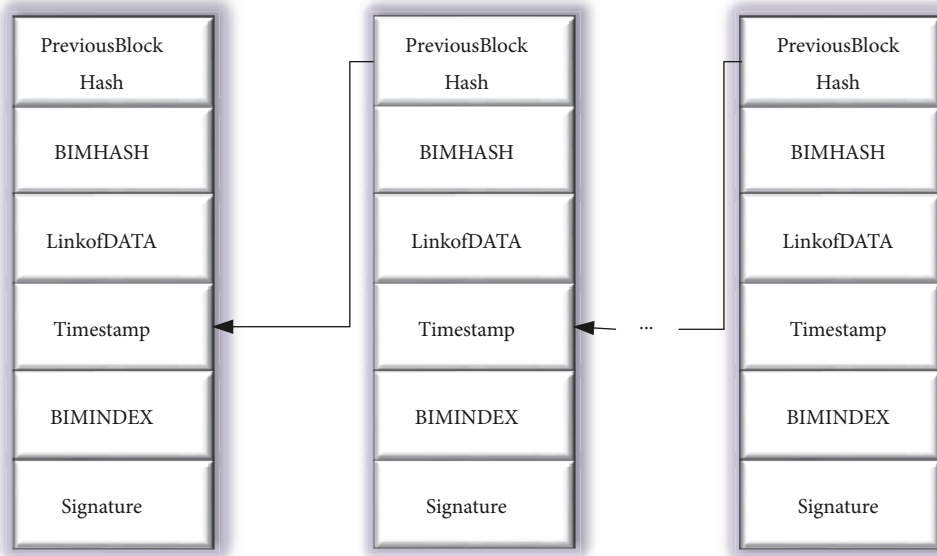 PreviousBlock
Hash
BIMHASH
LinkofDATA
Timestamp
BIMINDEX
Signature
PreviousBlock
Hash
BIMHASH
LinkofDATA
Timestamp
BIMINDEX
Signature
...
PreviousBlock
Hash
BIMHASH
LinkofDATA
Timestamp
BIMINDEX
Signature